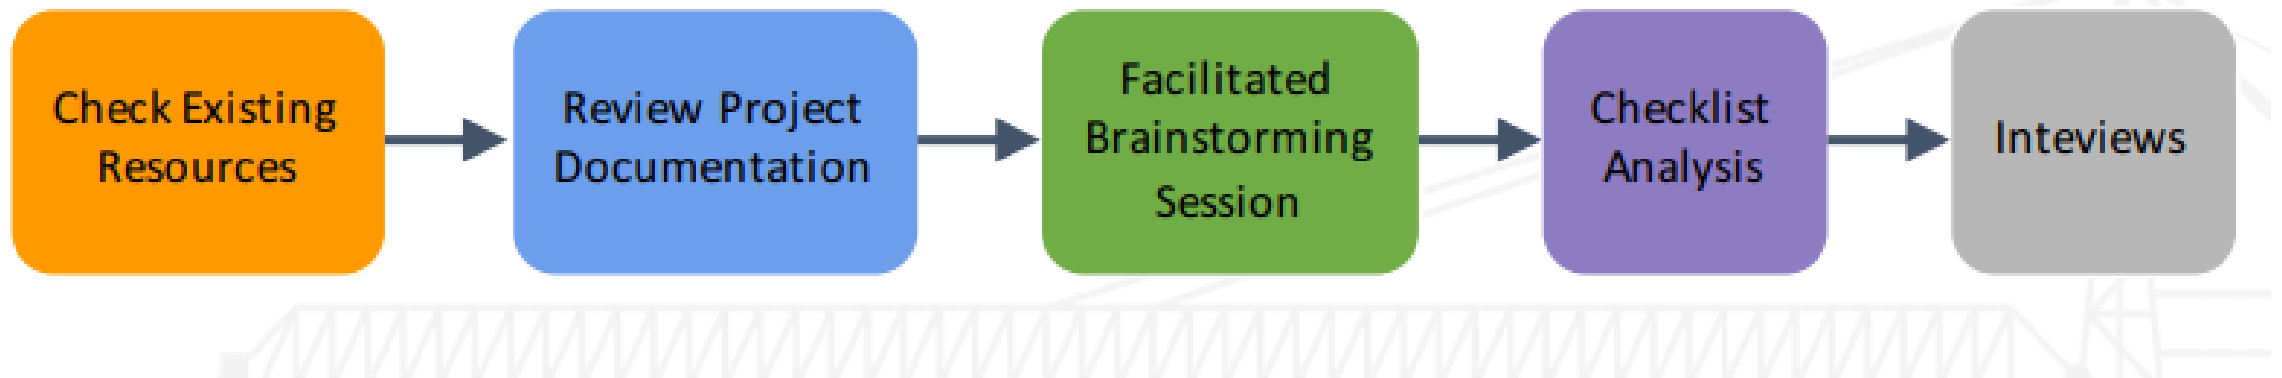 Check Existing
Resources
Review Project
Documentation
Facilitated
Brainstorming
Session
Checklist
Analysis
Inteviews